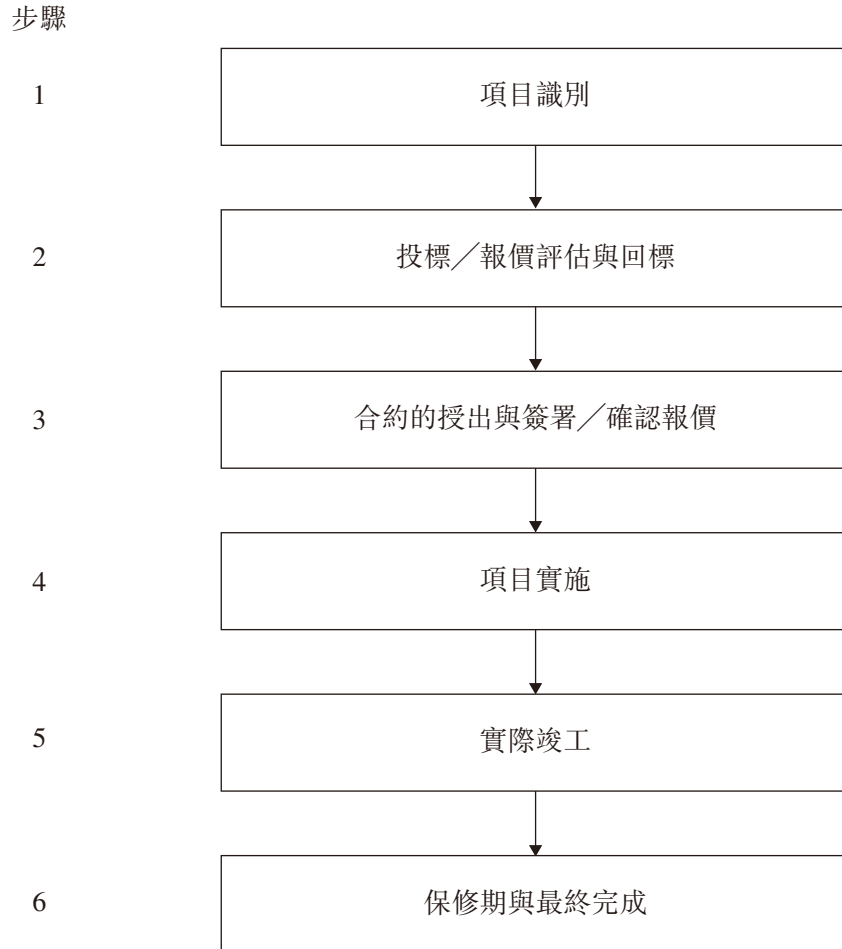 步驟
1 項目識別
2 投標／報價評估與回標
3 合約的授出與簽署／確認報價
4 項目實施
5 實際竣工
6 保修期與最終完成